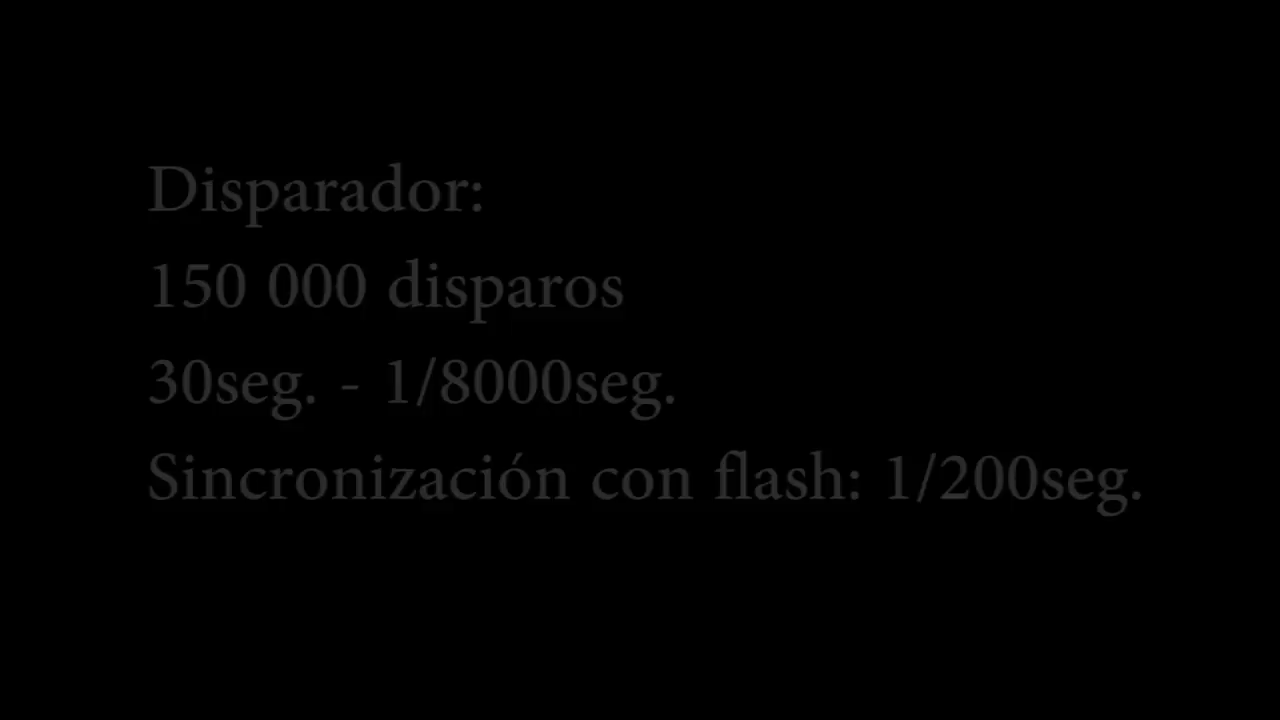 Disparador:
150 000 disparos
30seg. - 1/8000seg.
Sincronización con flash: 1/200seg.